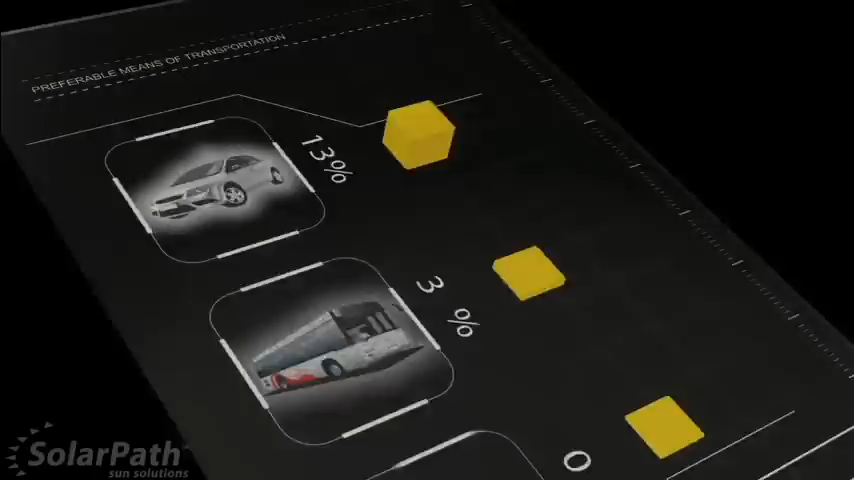 PREFERABLE MEANS OF TRANSPORTATION
13%
3 %
0
SolarPath
sun solutions